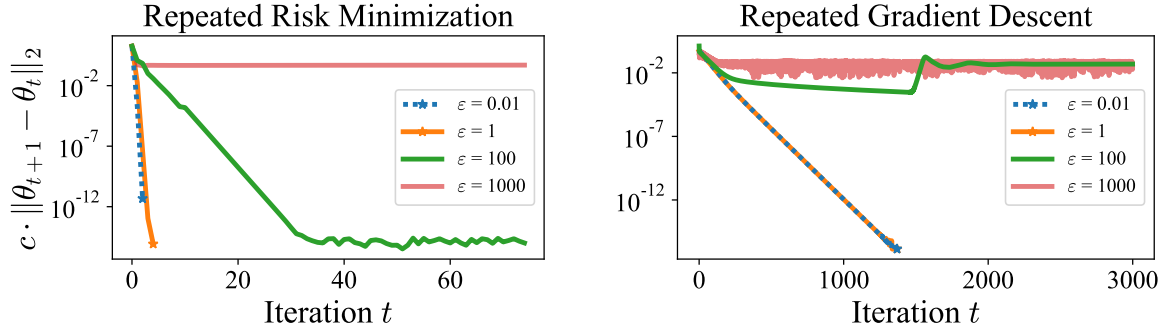 Repeated Risk Minimization
c · ‖θ_{t+1} − θ_t‖_2
10^{-2}
10^{-7}
10^{-12}
ε = 0.01
ε = 1
ε = 100
ε = 1000
0 20 40 60
Iteration t
Repeated Gradient Descent
10^{-2}
10^{-7}
10^{-12}
ε = 0.01
ε = 1
ε = 100
ε = 1000
0 1000 2000 3000
Iteration t